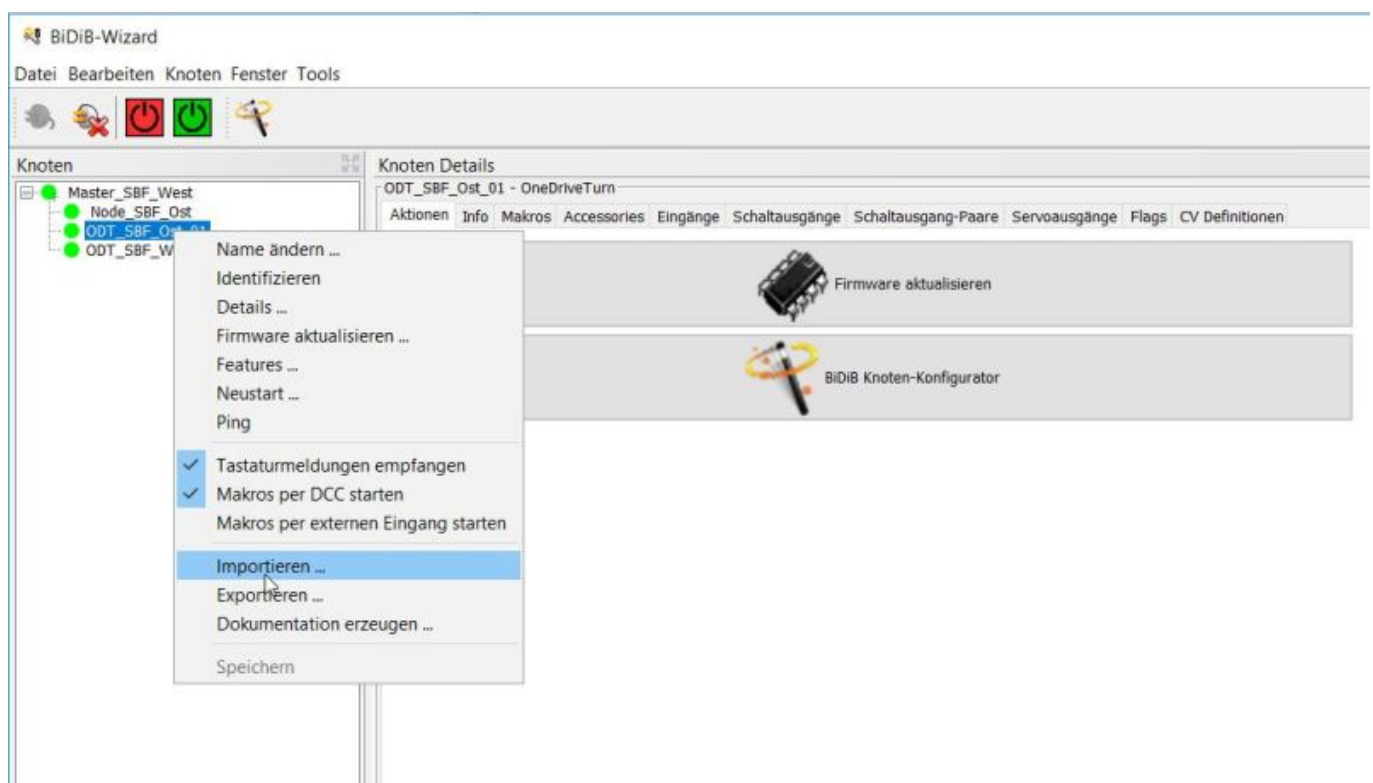 BiDiB-Wizard
Datei Bearbeiten Knoten Fenster Tools
Knoten
Knoten Details
Master_SBF_West
Node_SBF_Ost
ODT_SBF_Ost_01
ODT_SBF_W
ODT_SBF_Ost_01 - OneDriveTurn
Aktionen Info Makros Accessories Eingänge Schaltausgänge Schaltausgang-Paare Servoausgänge Flags CV Definitionen
Firmware aktualisieren
BiDiB Knoten-Konfigurator
Name ändern ...
Identifizieren
Details ...
Firmware aktualisieren ...
Features ...
Neustart ...
Ping
Tastaturmeldungen empfangen
Makros per DCC starten
Makros per externen Eingang starten
Importieren ...
Exportieren ...
Dokumentation erzeugen ...
Speichern